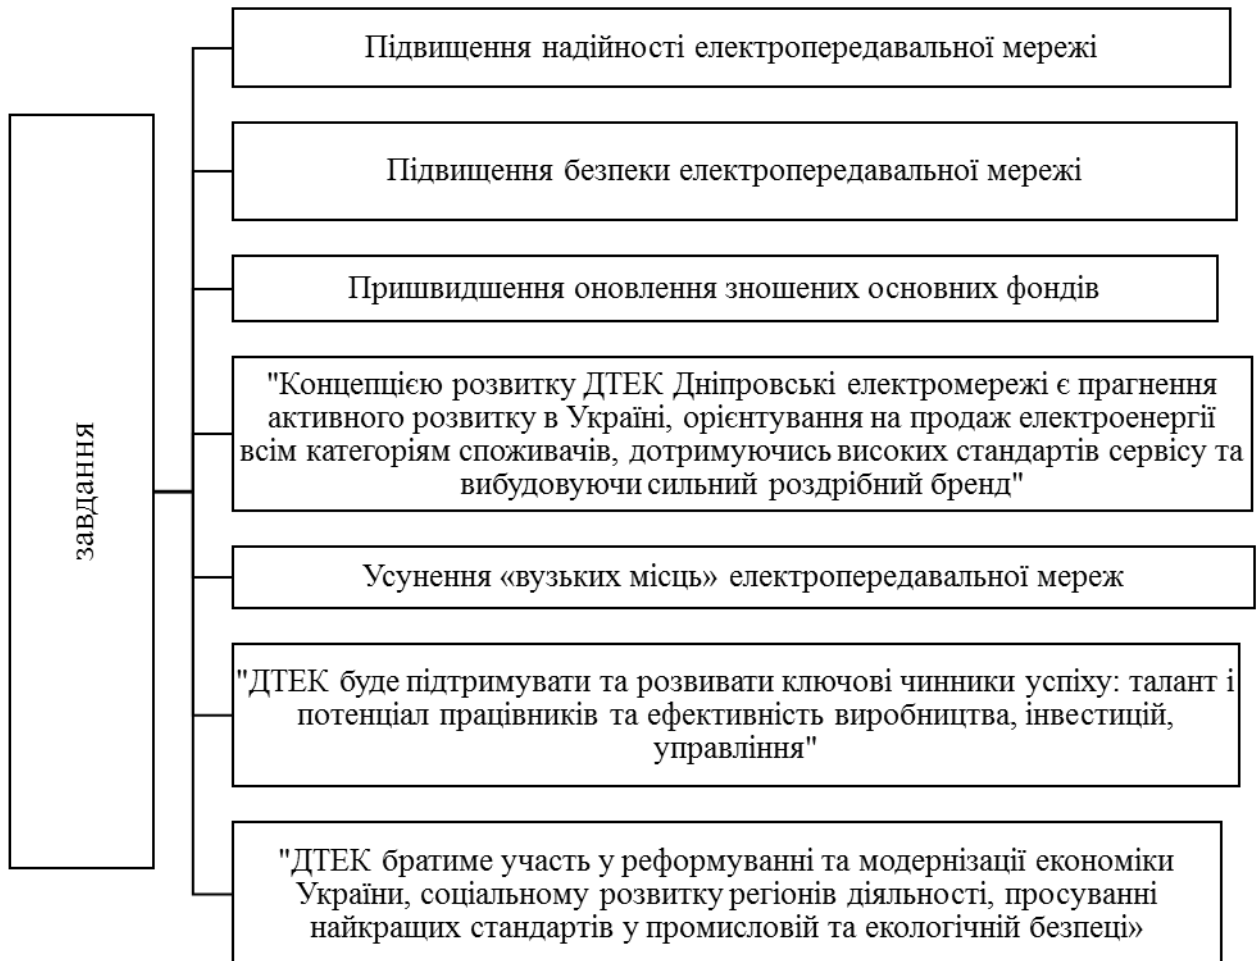 завдання
Підвищення надійності електропередавальної мережі
Підвищення безпеки електропередавальної мережі
Пришвидшення оновлення зношених основних фондів
"Концепцією розвитку ДТЕК Дніпровські електромережі є прагнення
активного розвитку в Україні, орієнтування на продаж електроенергії
всім категоріям споживачів, дотримуючись високих стандартів сервісу та
вибудовуючи сильний роздрібний бренд"
Усунення «вузьких місць» електропередавальної мереж
"ДТЕК буде підтримувати та розвивати ключові чинники успіху: талант і
потенціал працівників та ефективність виробництва, інвестицій,
управління"
"ДТЕК братиме участь у реформуванні та модернізації економіки
України, соціальному розвитку регіонів діяльності, просуванні
найкращих стандартів у промисловій та екологічній безпеці»